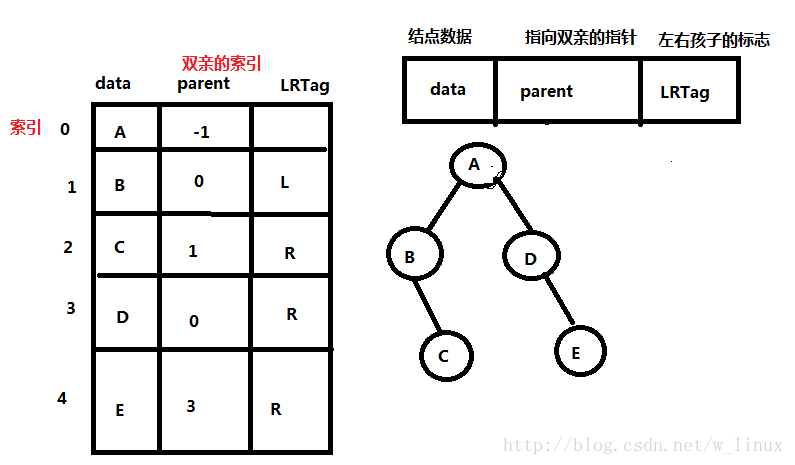 双亲的索引
data parent LRTag
索引 0 A -1
1 B 0 L
2 C 1 R
3 D 0 R
4 E 3 R
结点数据 指向双亲的指针 左右孩子的标志
data parent LRTag
A
B D
C E
http://blog.csdn.net/w_linux